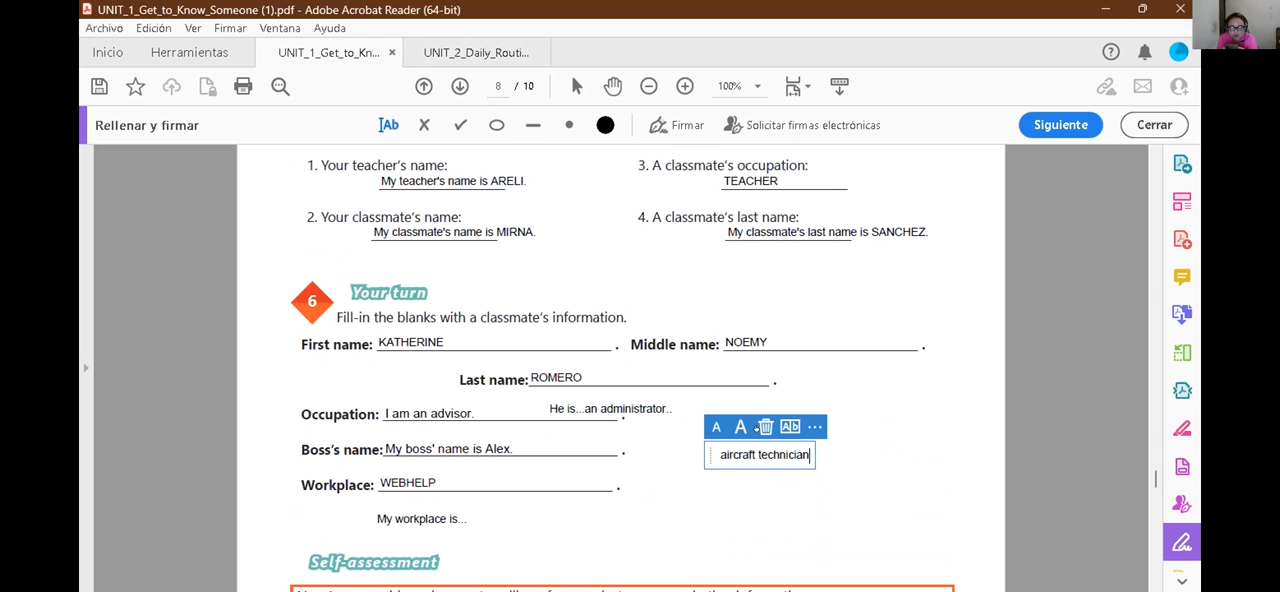 UNIT_1_Get_to_Know_Someone (1).pdf - Adobe Acrobat Reader (64-bit)
Archivo Edición Ver Firmar Ventana Ayuda
Inicio Herramientas UNIT_1_Get_to_Kn... × UNIT_2_Daily_Routi...
8 / 10 100%
Rellenar y firmar IAb Firmar Solicitar firmas electrónicas Siguiente Cerrar
1. Your teacher's name: 3. A classmate's occupation:
My teacher's name is ARELI. TEACHER
2. Your classmate's name: 4. A classmate's last name:
My classmate's name is MIRNA. My classmate's last name is SANCHEZ.
6 Your turn
Fill-in the blanks with a classmate's information.
First name: KATHERINE . Middle name: NOEMY .
Last name: ROMERO .
Occupation: I am an advisor. He is...an administrator.. .
A A Ab ...
Boss's name: My boss' name is Alex. . aircraft technician
Workplace: WEBHELP .
My workplace is...
Self-assessment